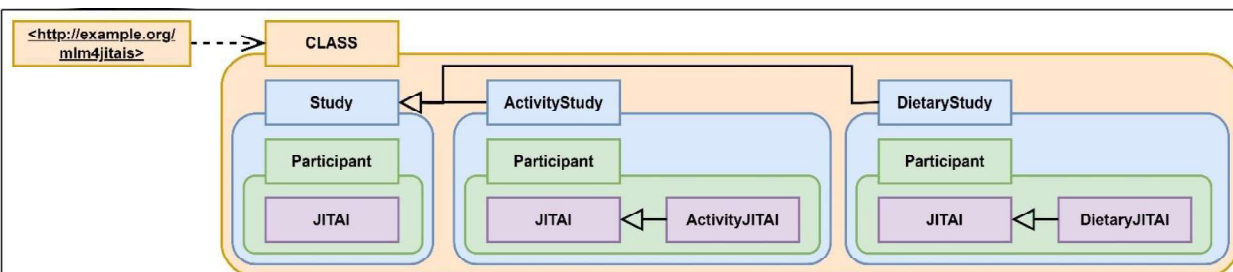 <http://example.org/
mlm4jitais>
CLASS
Study
ActivityStudy
DietaryStudy
Participant
Participant
Participant
JITAI
JITAI
ActivityJITAI
JITAI
DietaryJITAI